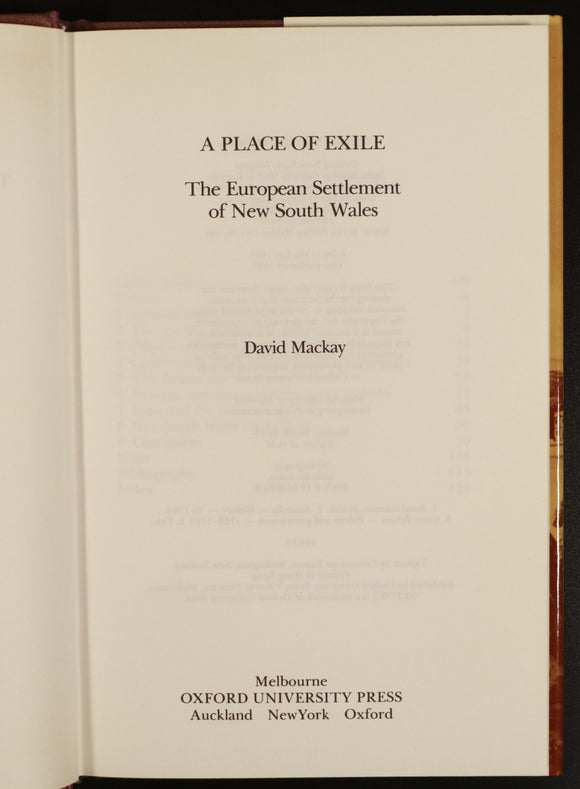 A PLACE OF EXILE
The European Settlement
of New South Wales
David Mackay
Melbourne
OXFORD UNIVERSITY PRESS
Auckland NewYork Oxford